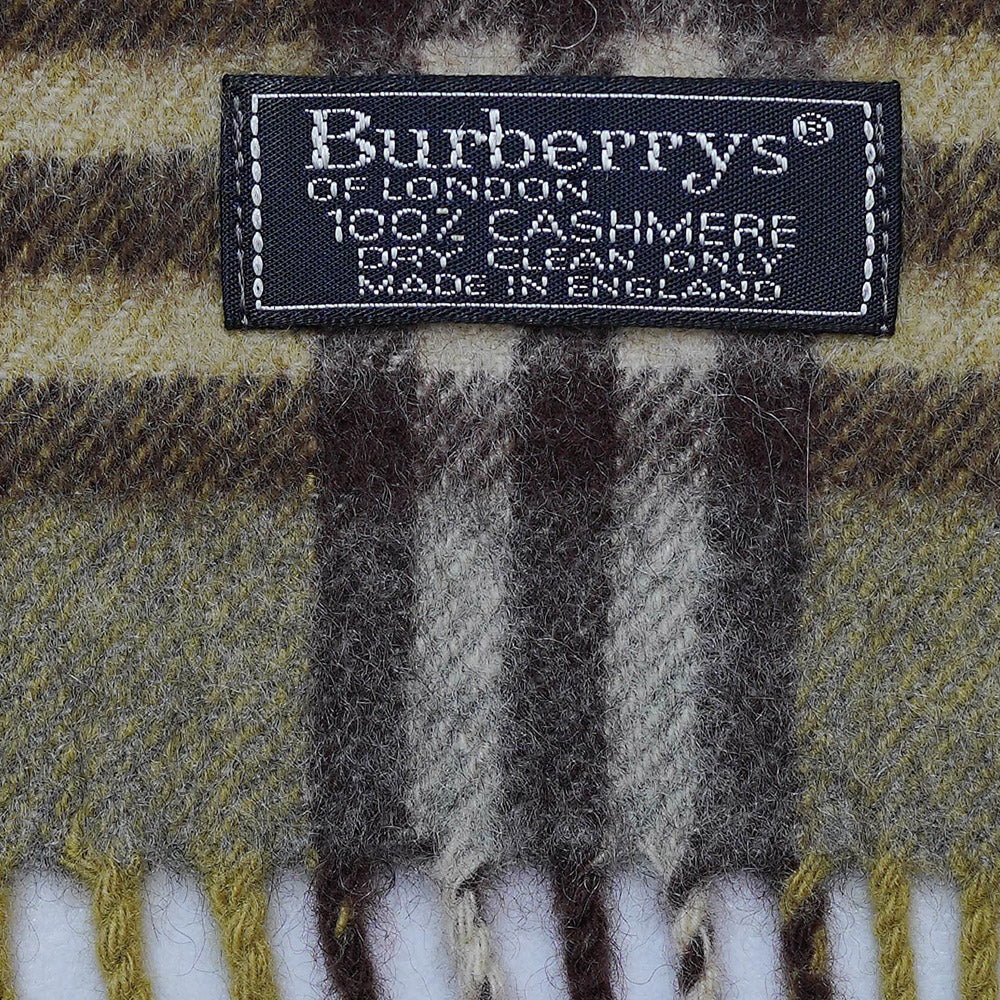 Burberrys®
OF LONDON
100% CASHMERE
DRY CLEAN ONLY
MADE IN ENGLAND